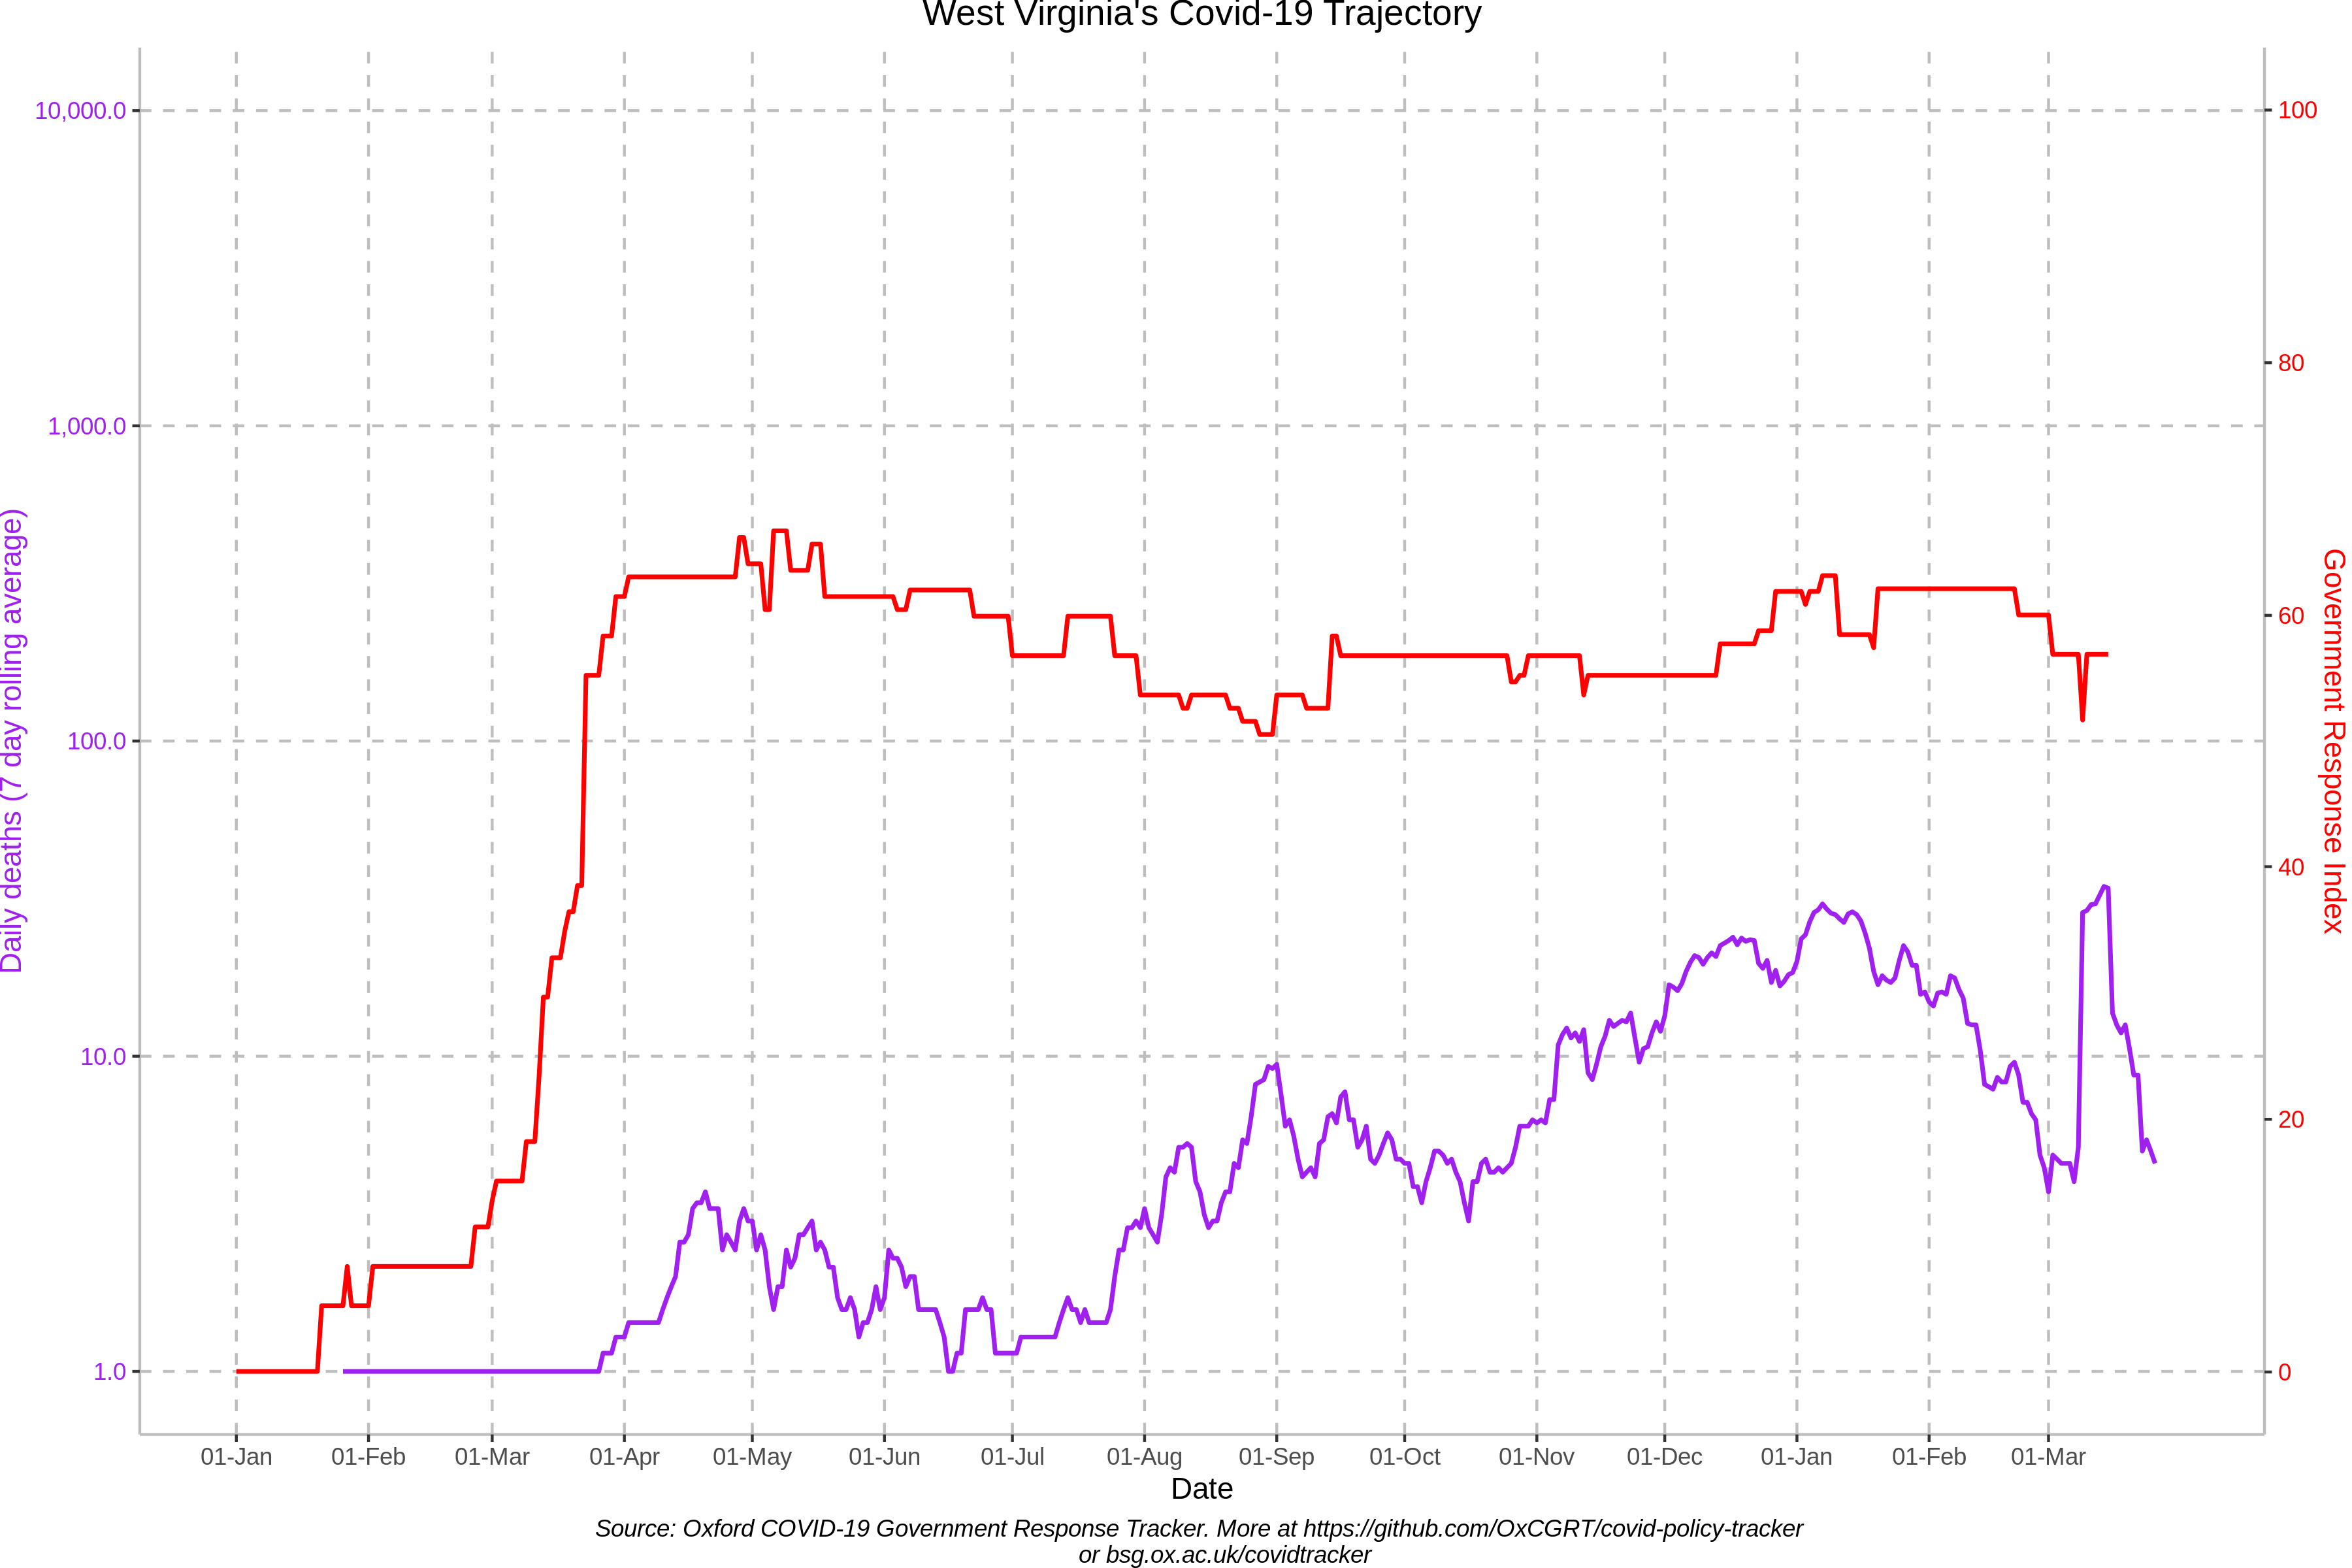 West Virginia's Covid-19 Trajectory
10,000.0
1,000.0
100.0
10.0
1.0
Daily deaths (7 day rolling average)
100
80
60
40
20
0
Government Response Index
01-Jan 01-Feb 01-Mar 01-Apr 01-May 01-Jun 01-Jul 01-Aug 01-Sep 01-Oct 01-Nov 01-Dec 01-Jan 01-Feb 01-Mar
Date
Source: Oxford COVID-19 Government Response Tracker. More at https://github.com/OxCGRT/covid-policy-tracker
or bsg.ox.ac.uk/covidtracker